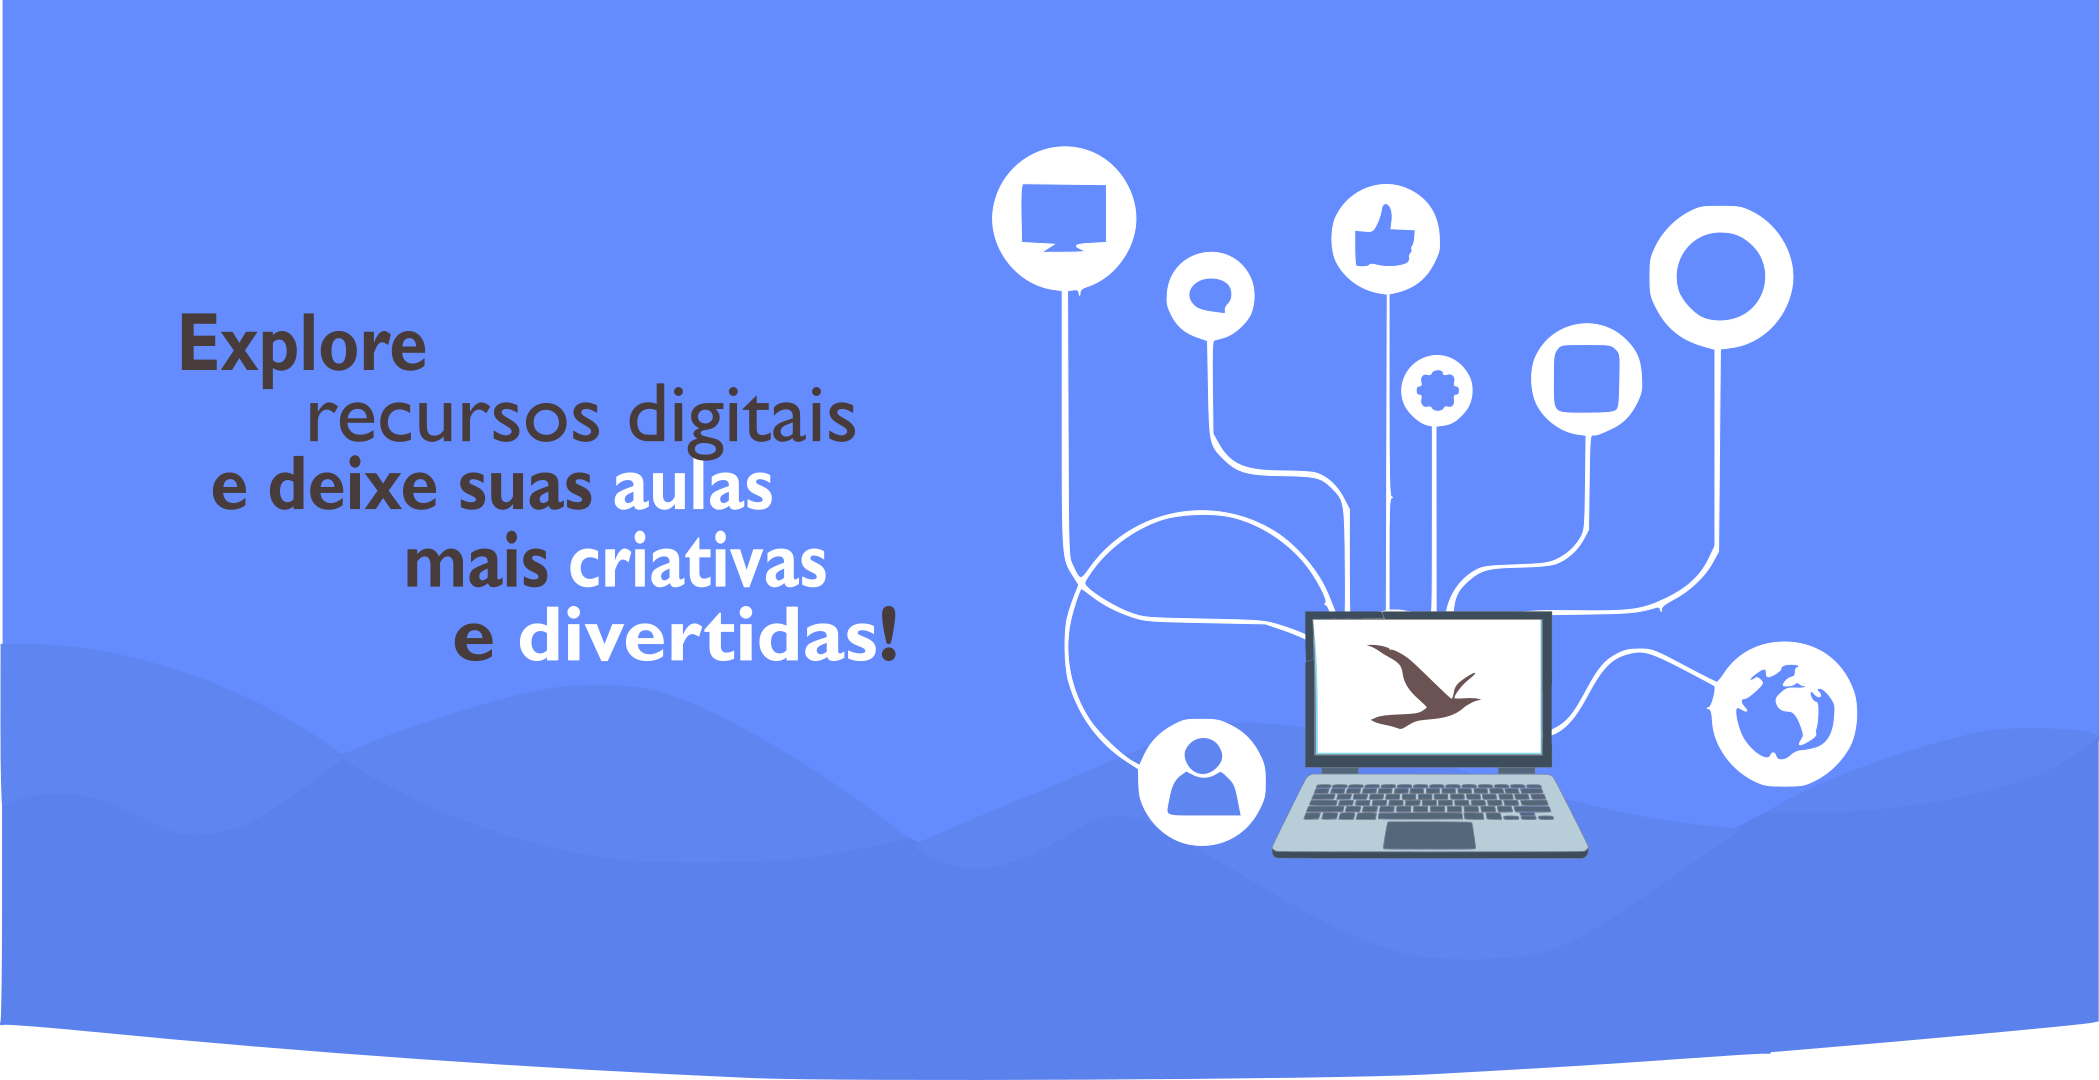 Explore
recursos digitais
e deixe suas aulas
mais criativas
e divertidas!